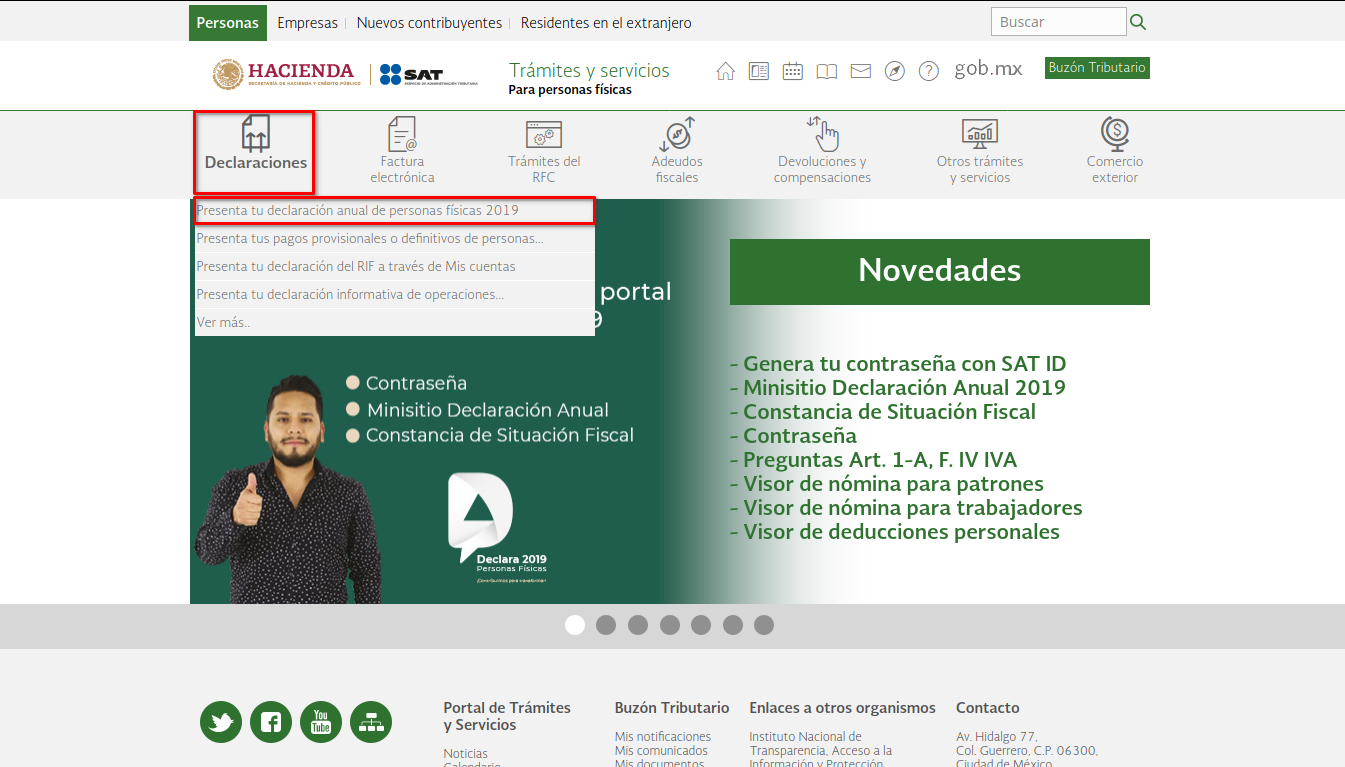 Personas
Empresas
Nuevos contribuyentes
Residentes en el extranjero
Buscar
HACIENDA
SECRETARÍA DE HACIENDA Y CRÉDITO PÚBLICO
SAT
SERVICIO DE ADMINISTRACIÓN TRIBUTARIA
Trámites y servicios
Para personas físicas
gob.mx
Buzón Tributario
Declaraciones
Factura
electrónica
Trámites del
RFC
Adeudos
fiscales
Devoluciones y
compensaciones
Otros trámites
y servicios
Comercio
exterior
Presenta tu declaración anual de personas físicas 2019
Presenta tus pagos provisionales o definitivos de personas...
Presenta tu declaración del RIF a través de Mis cuentas
Presenta tu declaración informativa de operaciones...
Ver más..
portal
9
Contraseña
Minisitio Declaración Anual
Constancia de Situación Fiscal
Declara 2019
Personas Físicas
¡Contribuimos para transformar!
Novedades
- Genera tu contraseña con SAT ID
- Minisitio Declaración Anual 2019
- Constancia de Situación Fiscal
- Contraseña
- Preguntas Art. 1-A, F. IV IVA
- Visor de nómina para patrones
- Visor de nómina para trabajadores
- Visor de deducciones personales
You
Tube
Portal de Trámites
y Servicios
Noticias
Calendario
Buzón Tributario
Mis notificaciones
Mis comunicados
Mis documentos
Enlaces a otros organismos
Instituto Nacional de
Transparencia, Acceso a la
Información y Protección
Contacto
Av. Hidalgo 77,
Col. Guerrero, C.P. 06300,
Ciudad de México